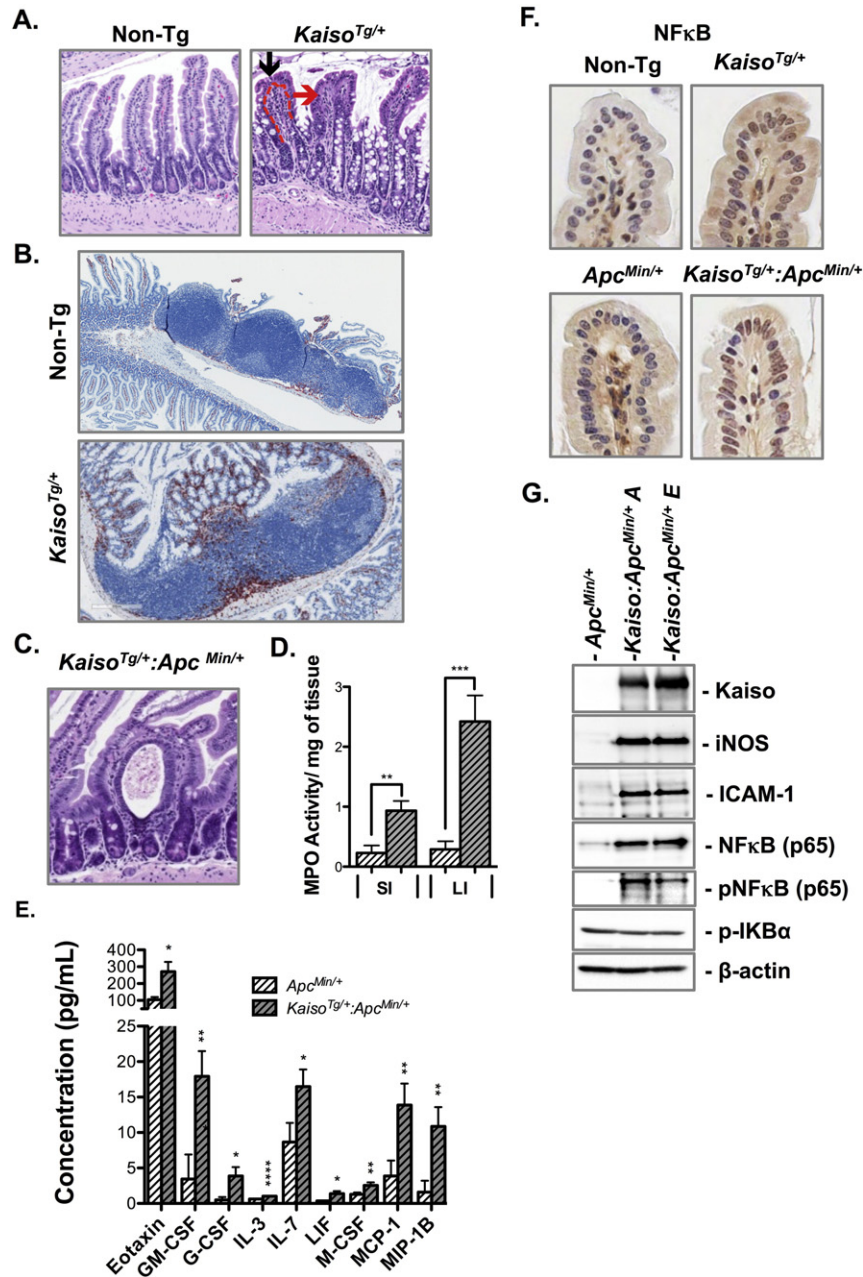 A.
Non-Tg
Kaiso^Tg/+
B.
Non-Tg
Kaiso^Tg/+
C.
Kaiso^Tg/+:Apc ^Min/+
D.
MPO Activity/ mg of tissue
3
2
1
0
**
***
SI
LI
E.
Concentration (pg/mL)
400
300
200
100
25
20
15
10
5
0
Apc^Min/+
Kaiso^Tg/+:Apc^Min/+
*
**
*
****
*
*
**
**
**
Eotaxin
GM-CSF
G-CSF
IL-3
IL-7
LIF
M-CSF
MCP-1
MIP-1B
F.
NFκB
Non-Tg
Kaiso^Tg/+
Apc^Min/+
Kaiso^Tg/+:Apc^Min/+
G.
- Apc^Min/+
-Kaiso:Apc^Min/+ A
-Kaiso:Apc^Min/+ E
- Kaiso
- iNOS
- ICAM-1
- NFκB (p65)
- pNFκB (p65)
- p-IKBα
- β-actin